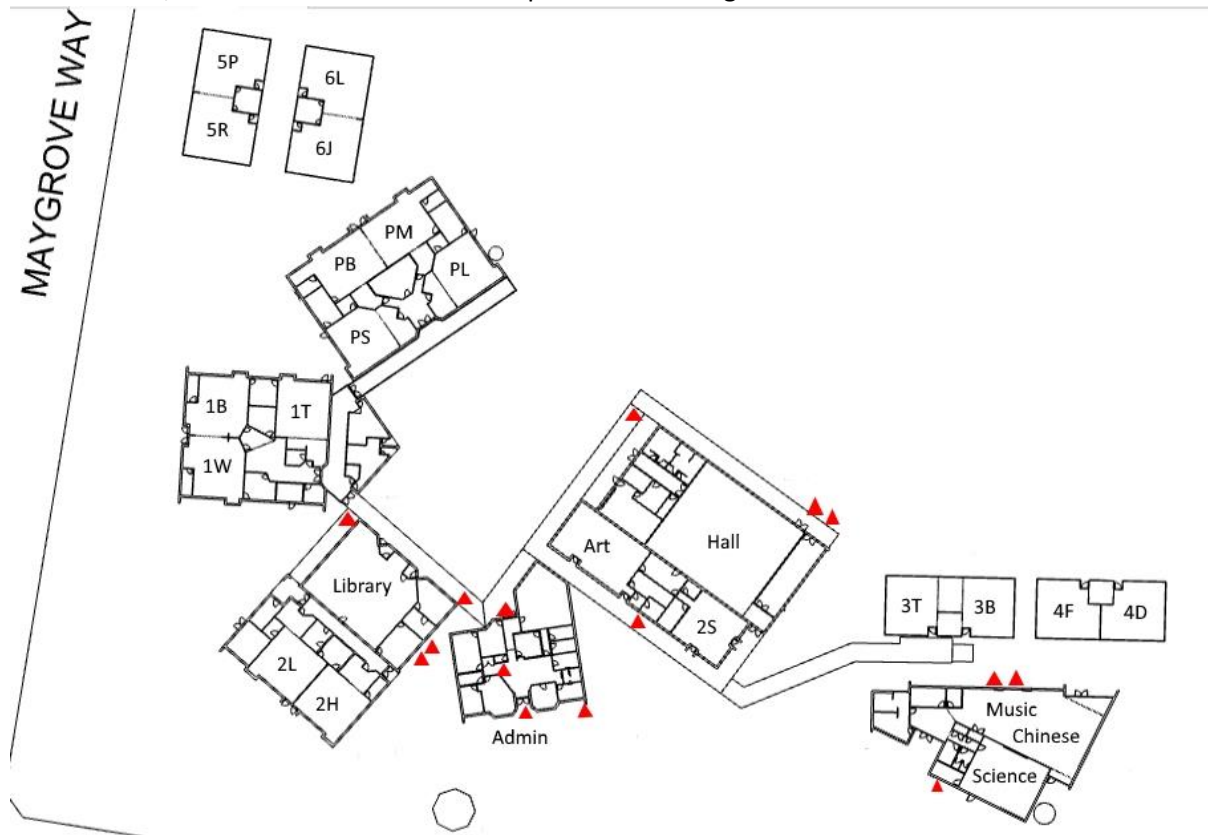 MAYGROVE WAY
5P
6L
5R
6J
PM
PB
PL
PS
1B
1T
1W
Art
Hall
Library
3T
3B
4F
4D
2S
2L
2H
Music
Chinese
Admin
Science